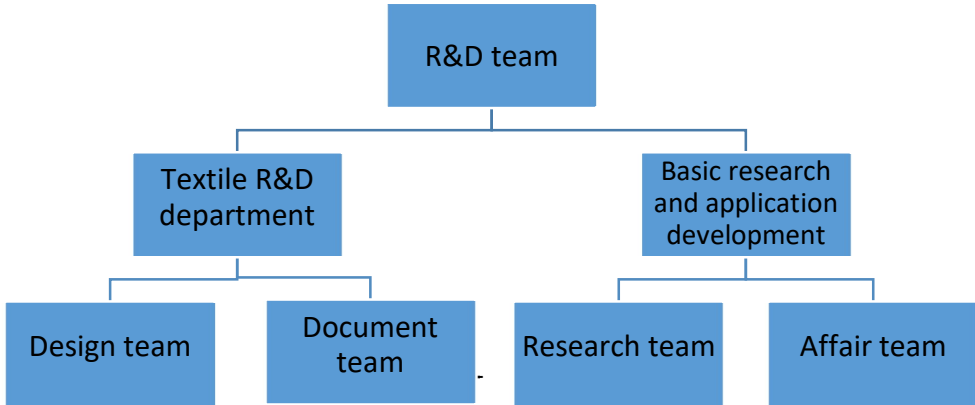 R&D team
Textile R&D
department
Basic research
and application
development
Design team
Document
team
Research team
Affair team